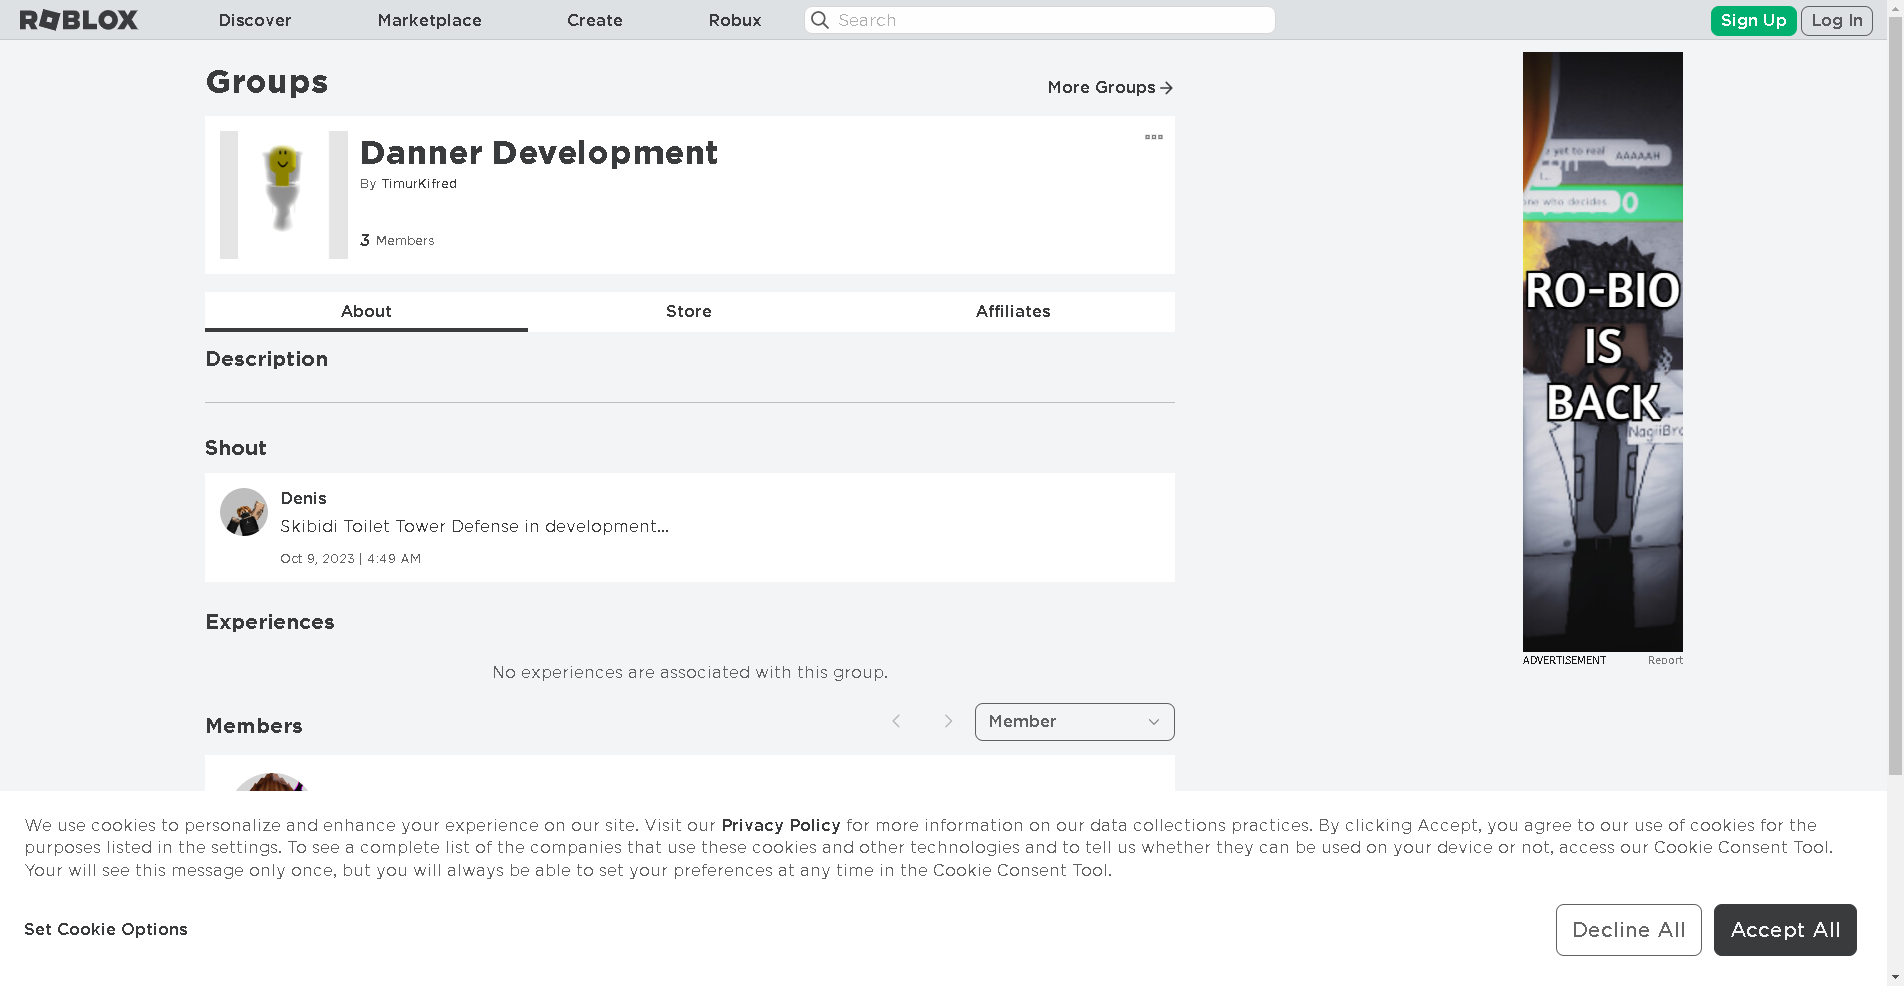 ROBLOX Discover Marketplace Create Robux Search Sign Up Log In
Groups
More Groups
Danner Development
By TimurKifred
3 Members
About Store Affiliates
Description
Shout
Denis
Skibidi Toilet Tower Defense in development...
Oct 9, 2023 | 4:49 AM
Experiences
No experiences are associated with this group.
Members
Member
yet to real
AAAAAH
one who decides..
0
RO-BIO
IS
BACK
ADVERTISEMENT Report
We use cookies to personalize and enhance your experience on our site. Visit our Privacy Policy for more information on our data collections practices. By clicking Accept, you agree to our use of cookies for the
purposes listed in the settings. To see a complete list of the companies that use these cookies and other technologies and to tell us whether they can be used on your device or not, access our Cookie Consent Tool.
Your will see this message only once, but you will always be able to set your preferences at any time in the Cookie Consent Tool.
Set Cookie Options
Decline All
Accept All